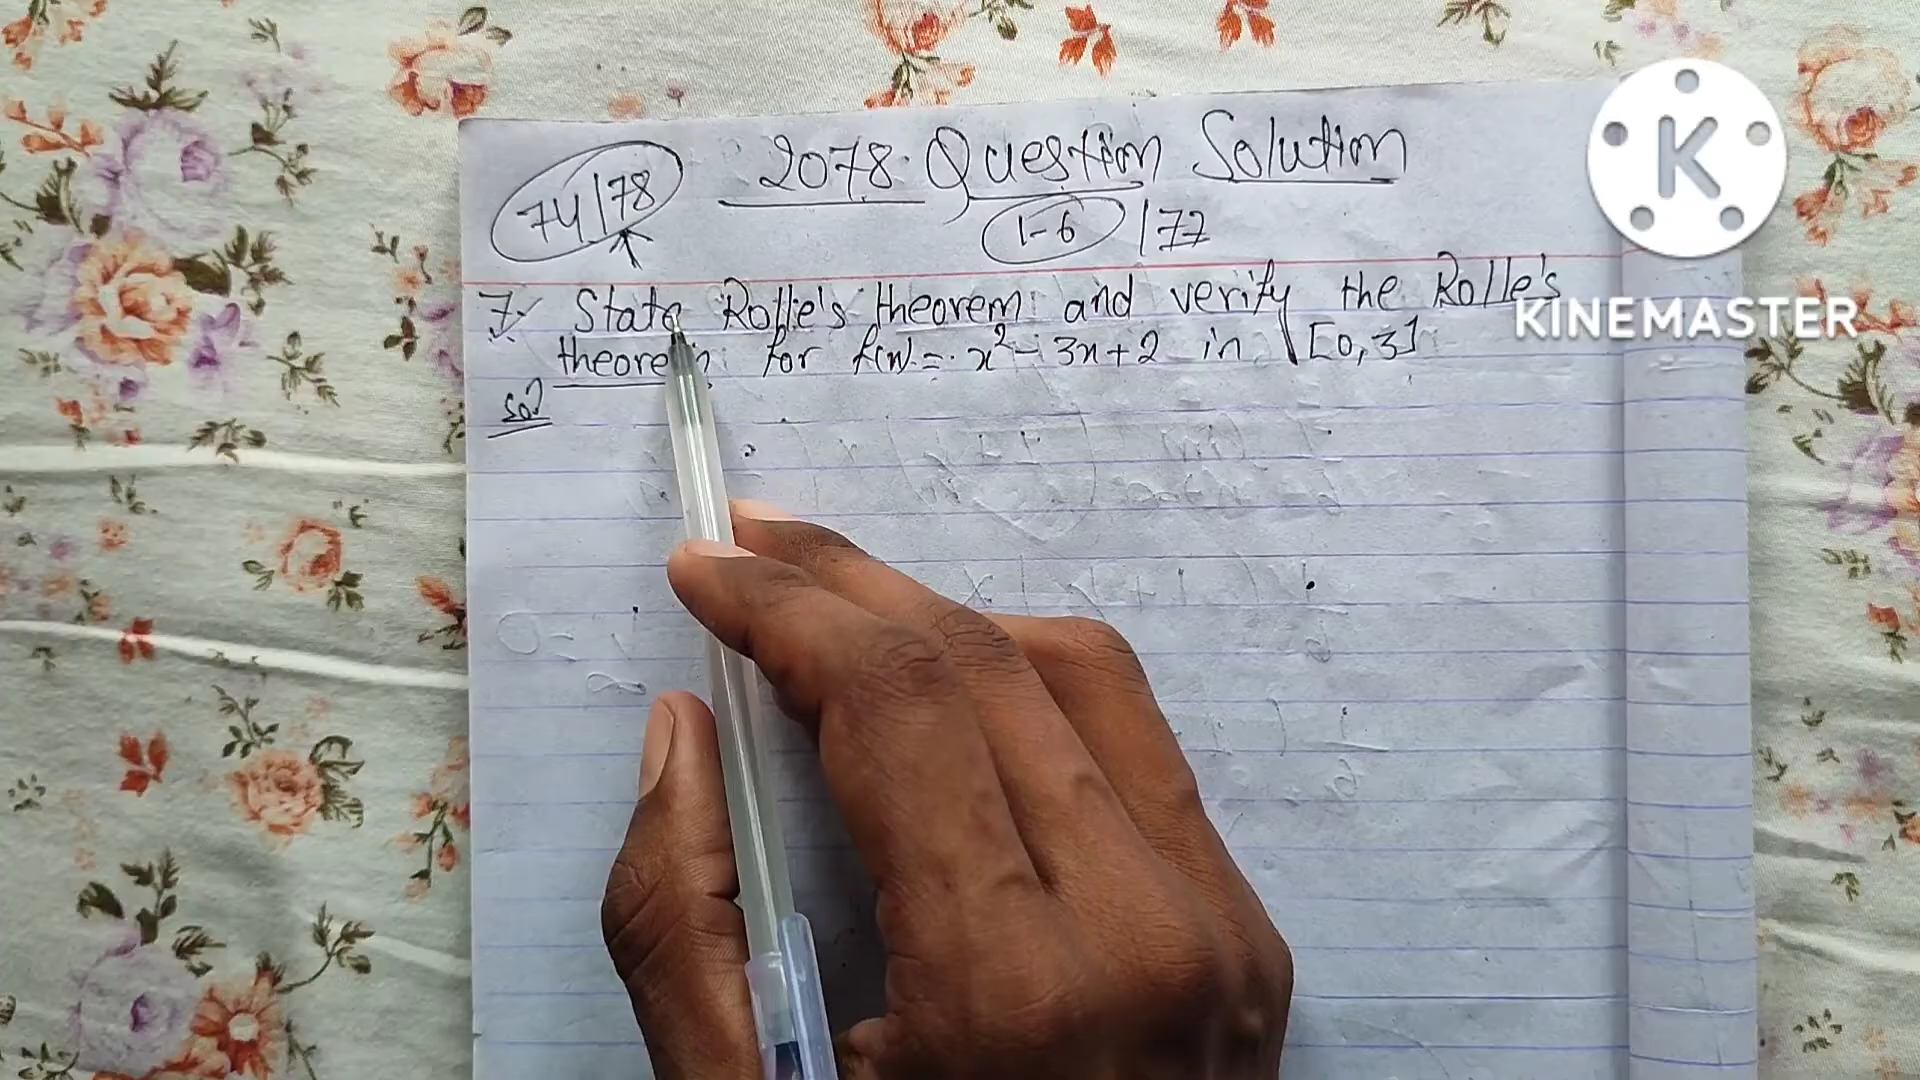 2078 Question Solution
74/78
1-6 /77
7. State Rolle's theorem and verify the Rolle's
theorem for f(x) = x² - 3x + 2 in [0, 3]
Solⁿ
K
KINEMASTER